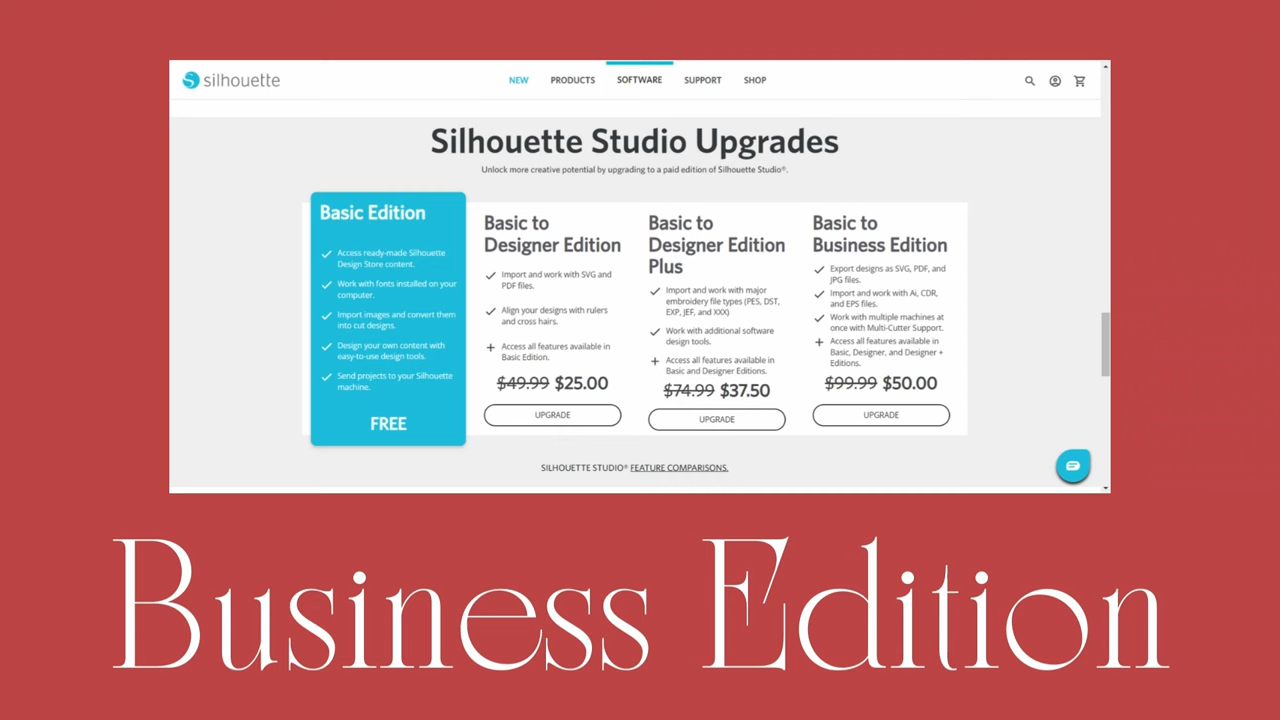 silhouette
NEW PRODUCTS SOFTWARE SUPPORT SHOP
Silhouette Studio Upgrades
Unlock more creative potential by upgrading to a paid edition of Silhouette Studio®.
Basic Edition
Access ready-made Silhouette
Design Store content.
Work with fonts installed on your
computer.
Import images and convert them
into cut designs.
Design your own content with
easy-to-use design tools.
Send projects to your Silhouette
machine.
FREE
Basic to
Designer Edition
Import and work with SVG and
PDF files.
Align your designs with rulers
and cross hairs.
Access all features available in
Basic Edition.
$49.99 $25.00
UPGRADE
Basic to
Designer Edition
Plus
Import and work with major
embroidery file types (PES, DST,
EXP, JEF, and XXX)
Work with additional software
design tools.
Access all features available in
Basic and Designer Editions.
$74.99 $37.50
UPGRADE
Basic to
Business Edition
Export designs as SVG, PDF, and
JPG files.
Import and work with Ai, CDR,
and EPS files.
Work with multiple machines at
once with Multi-Cutter Support.
Access all features available in
Basic, Designer, and Designer +
Editions.
$99.99 $50.00
UPGRADE
SILHOUETTE STUDIO® FEATURE COMPARISONS.
Business Edition